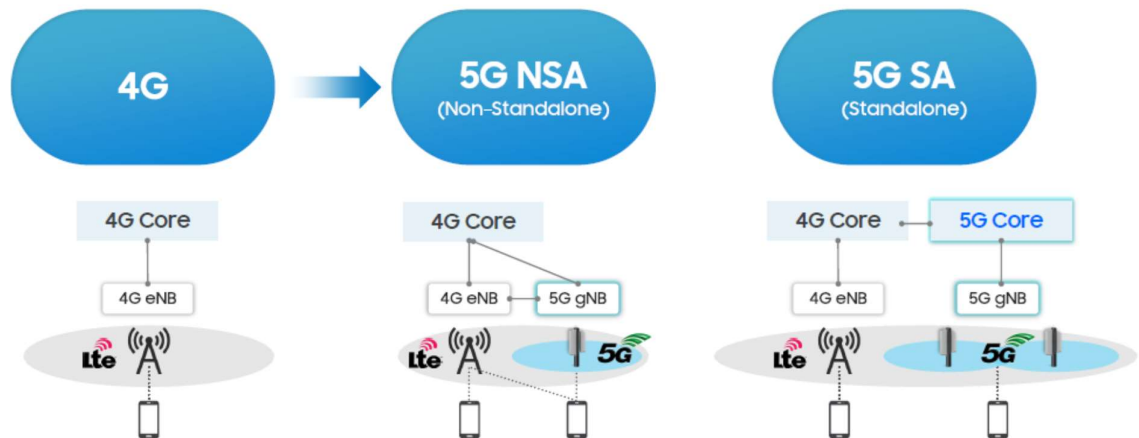 4G
5G NSA
(Non-Standalone)
5G SA
(Standalone)
4G Core
4G eNB
Lte
4G Core
4G eNB
5G gNB
Lte
5G
4G Core
5G Core
4G eNB
5G gNB
Lte
5G